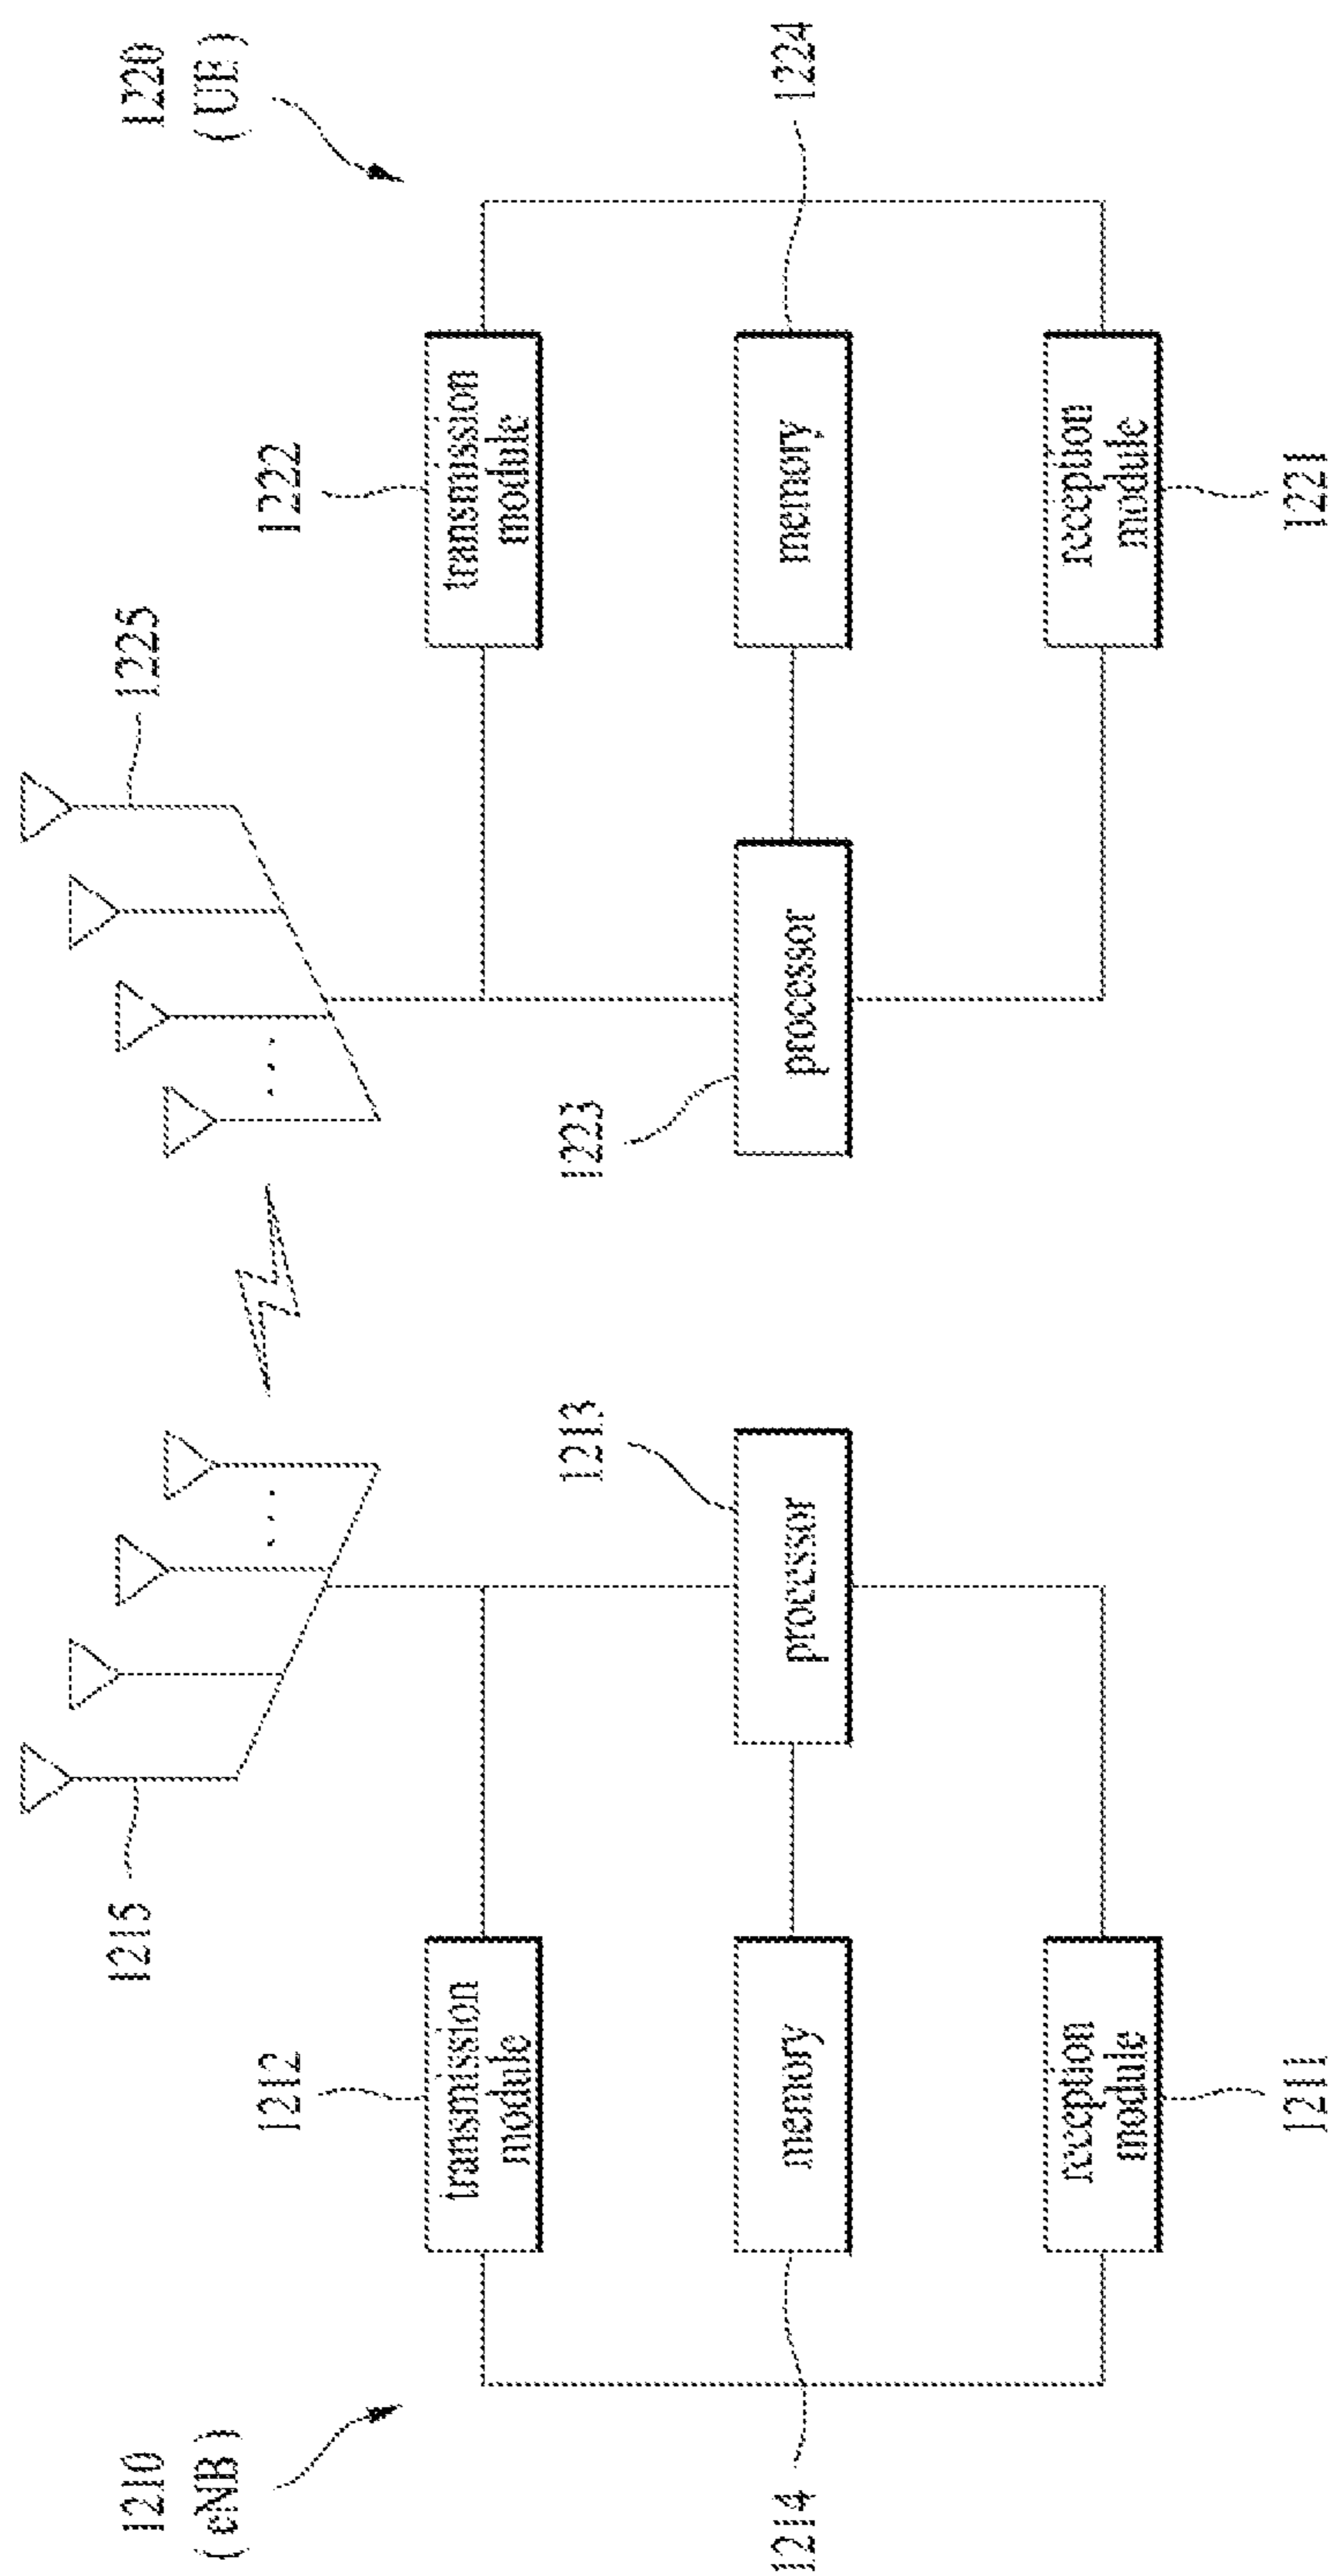 1210
( eNB )
1220
( UE )
1215
1225
1212
1222
transmission
module
transmission
module
1213
1223
processor
processor
memory
memory
1214
1224
reception
module
reception
module
1211
1221